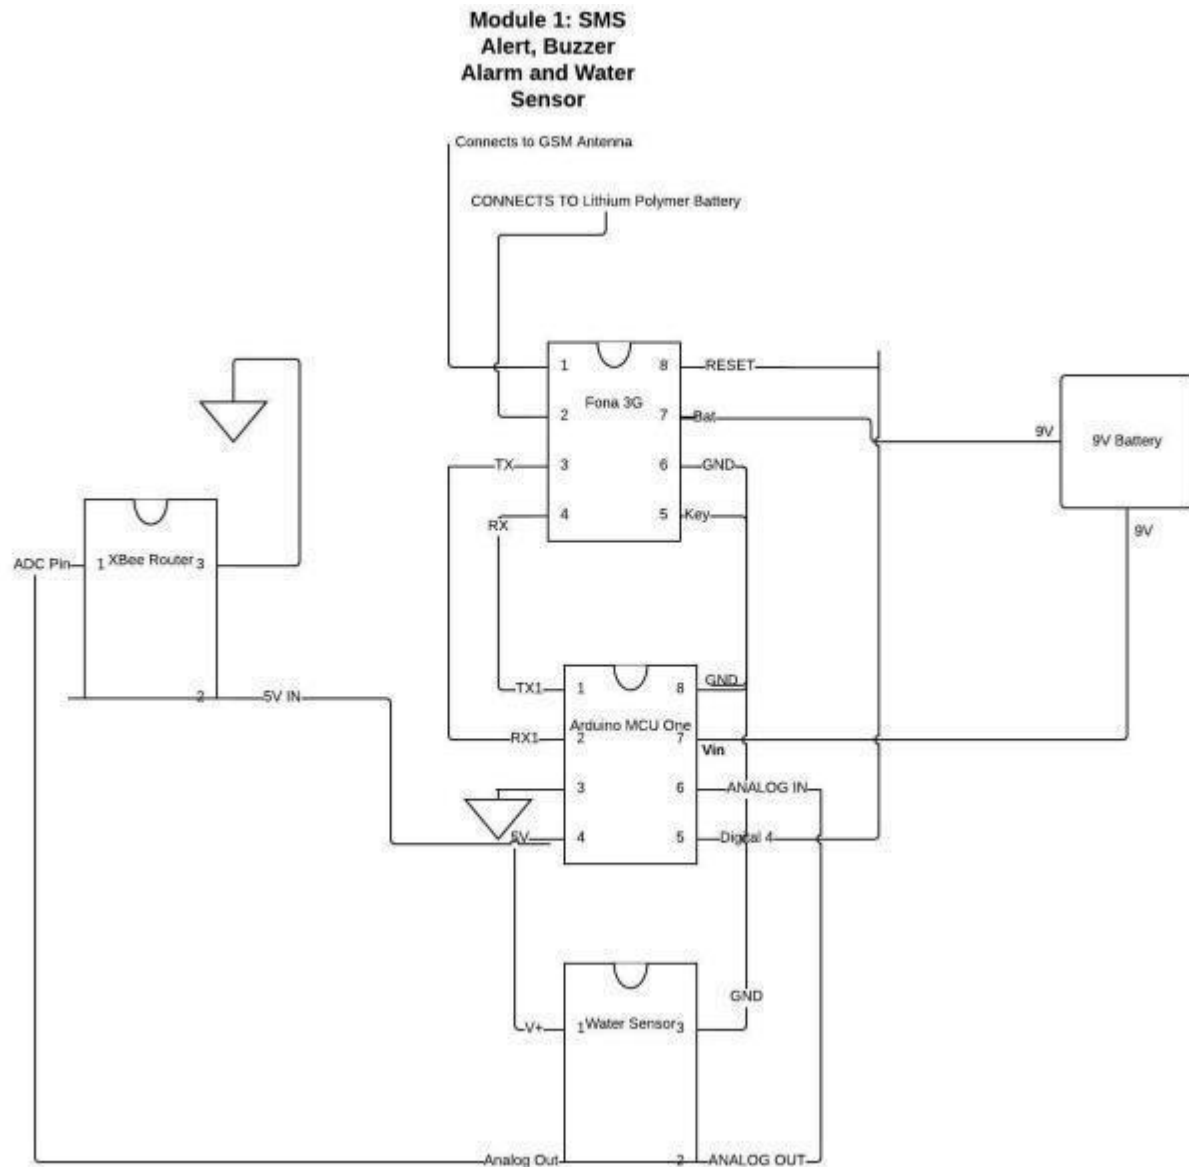 Module 1: SMS
Alert, Buzzer
Alarm and Water
Sensor
Connects to GSM Antenna
CONNECTS TO Lithium Polymer Battery
1
8
RESET
Fona 3G
2
7
Bat
9V
9V Battery
TX
3
6
GND
RX
4
5
Key
9V
ADC Pin
1
XBee Router
3
2
5V IN
TX1
1
8
GND
Arduino MCU One
RX1
2
7
Vin
3
6
ANALOG IN
5V
4
5
Digital 4
GND
V+
1
Water Sensor
3
Analog Out
2
ANALOG OUT